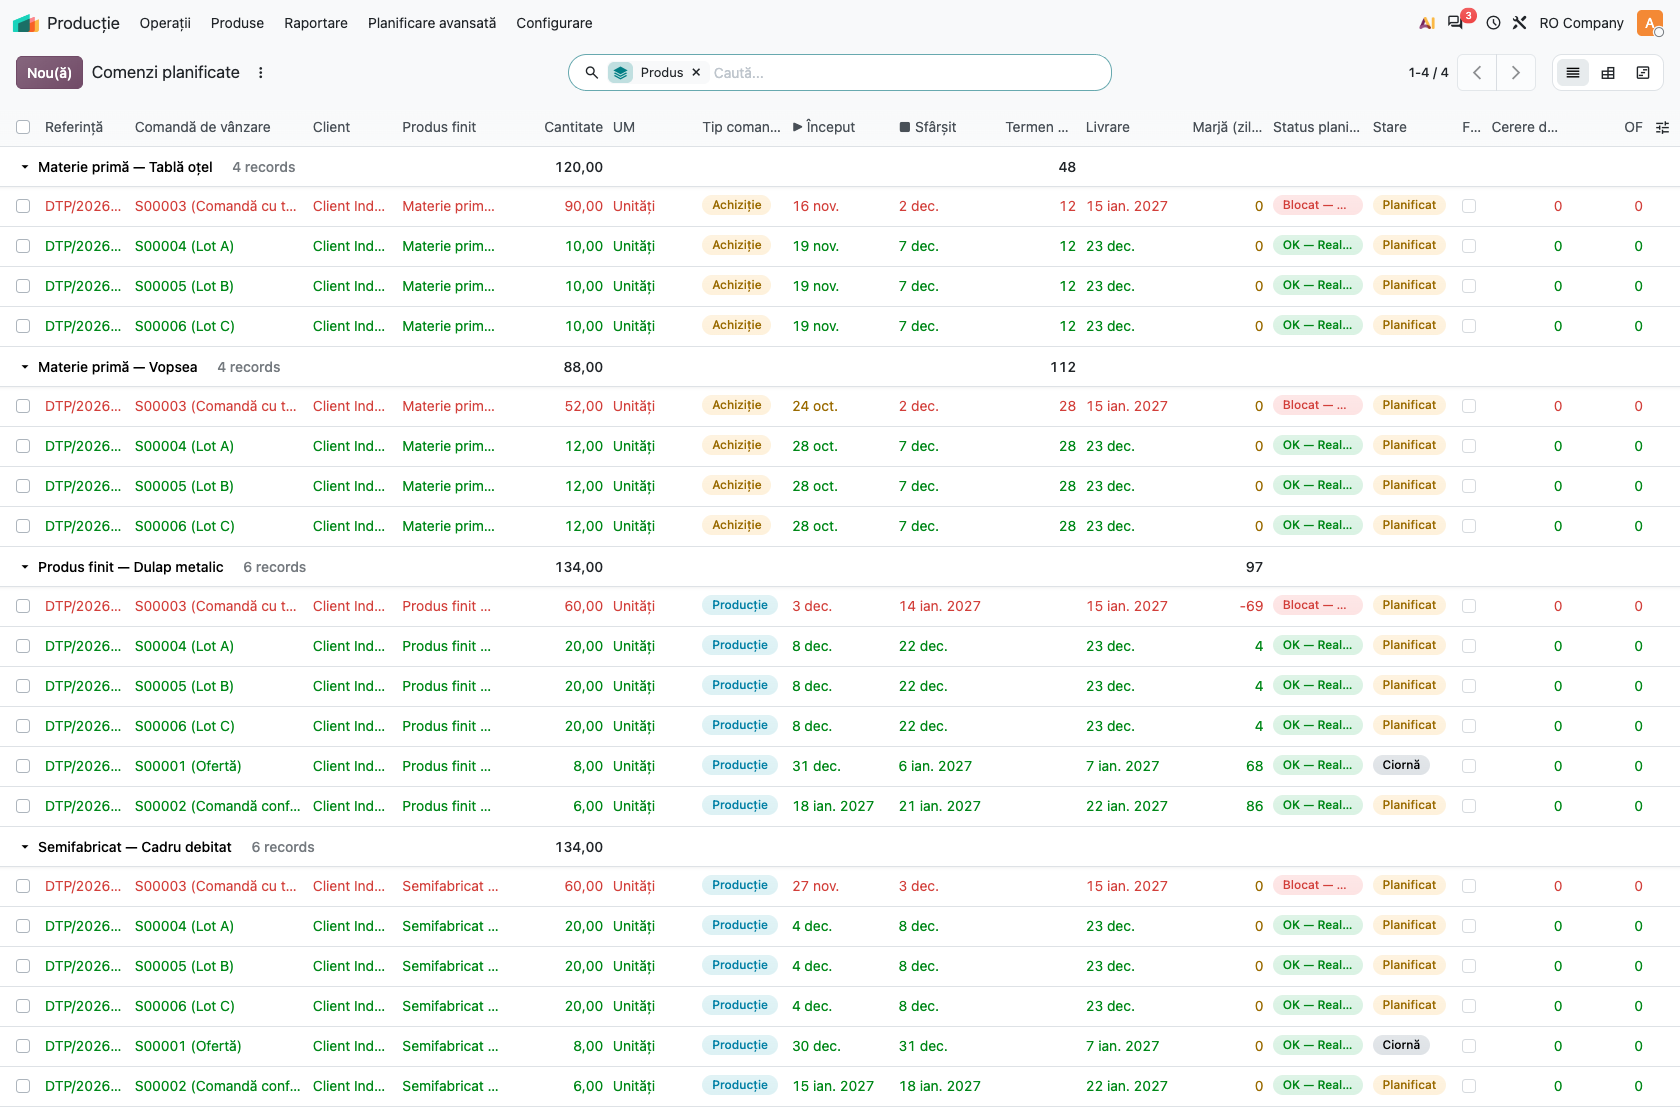 Producție Operații Produse Raportare Planificare avansată Configurare AI 3 RO Company A
Nou(ă) Comenzi planificate Produs Caută... 1-4 / 4
Referință Comandă de vânzare Client Produs finit Cantitate UM Tip coman... Început Sfârșit Termen ... Livrare Marjă (zil... Status plani... Stare F... Cerere d... OF
Materie primă — Tablă oțel 4 records 120,00 48
DTP/2026... S00003 (Comandă cu t... Client Ind... Materie prim... 90,00 Unități Achiziție 16 nov. 2 dec. 12 15 ian. 2027 0 Blocat — ... Planificat 0 0
DTP/2026... S00004 (Lot A) Client Ind... Materie prim... 10,00 Unități Achiziție 19 nov. 7 dec. 12 23 dec. 0 OK — Real... Planificat 0 0
DTP/2026... S00005 (Lot B) Client Ind... Materie prim... 10,00 Unități Achiziție 19 nov. 7 dec. 12 23 dec. 0 OK — Real... Planificat 0 0
DTP/2026... S00006 (Lot C) Client Ind... Materie prim... 10,00 Unități Achiziție 19 nov. 7 dec. 12 23 dec. 0 OK — Real... Planificat 0 0
Materie primă — Vopsea 4 records 88,00 112
DTP/2026... S00003 (Comandă cu t... Client Ind... Materie prim... 52,00 Unități Achiziție 24 oct. 2 dec. 28 15 ian. 2027 0 Blocat — ... Planificat 0 0
DTP/2026... S00004 (Lot A) Client Ind... Materie prim... 12,00 Unități Achiziție 28 oct. 7 dec. 28 23 dec. 0 OK — Real... Planificat 0 0
DTP/2026... S00005 (Lot B) Client Ind... Materie prim... 12,00 Unități Achiziție 28 oct. 7 dec. 28 23 dec. 0 OK — Real... Planificat 0 0
DTP/2026... S00006 (Lot C) Client Ind... Materie prim... 12,00 Unități Achiziție 28 oct. 7 dec. 28 23 dec. 0 OK — Real... Planificat 0 0
Produs finit — Dulap metalic 6 records 134,00 97
DTP/2026... S00003 (Comandă cu t... Client Ind... Produs finit ... 60,00 Unități Producție 3 dec. 14 ian. 2027 15 ian. 2027 -69 Blocat — ... Planificat 0 0
DTP/2026... S00004 (Lot A) Client Ind... Produs finit ... 20,00 Unități Producție 8 dec. 22 dec. 23 dec. 4 OK — Real... Planificat 0 0
DTP/2026... S00005 (Lot B) Client Ind... Produs finit ... 20,00 Unități Producție 8 dec. 22 dec. 23 dec. 4 OK — Real... Planificat 0 0
DTP/2026... S00006 (Lot C) Client Ind... Produs finit ... 20,00 Unități Producție 8 dec. 22 dec. 23 dec. 4 OK — Real... Planificat 0 0
DTP/2026... S00001 (Ofertă) Client Ind... Produs finit ... 8,00 Unități Producție 31 dec. 6 ian. 2027 7 ian. 2027 68 OK — Real... Ciornă 0 0
DTP/2026... S00002 (Comandă conf... Client Ind... Produs finit ... 6,00 Unități Producție 18 ian. 2027 21 ian. 2027 22 ian. 2027 86 OK — Real... Planificat 0 0
Semifabricat — Cadru debitat 6 records 134,00
DTP/2026... S00003 (Comandă cu t... Client Ind... Semifabricat ... 60,00 Unități Producție 27 nov. 3 dec. 15 ian. 2027 0 Blocat — ... Planificat 0 0
DTP/2026... S00004 (Lot A) Client Ind... Semifabricat ... 20,00 Unități Producție 4 dec. 8 dec. 23 dec. 0 OK — Real... Planificat 0 0
DTP/2026... S00005 (Lot B) Client Ind... Semifabricat ... 20,00 Unități Producție 4 dec. 8 dec. 23 dec. 0 OK — Real... Planificat 0 0
DTP/2026... S00006 (Lot C) Client Ind... Semifabricat ... 20,00 Unități Producție 4 dec. 8 dec. 23 dec. 0 OK — Real... Planificat 0 0
DTP/2026... S00001 (Ofertă) Client Ind... Semifabricat ... 8,00 Unități Producție 30 dec. 31 dec. 7 ian. 2027 0 OK — Real... Ciornă 0 0
DTP/2026... S00002 (Comandă conf... Client Ind... Semifabricat ... 6,00 Unități Producție 15 ian. 2027 18 ian. 2027 22 ian. 2027 0 OK — Real... Planificat 0 0